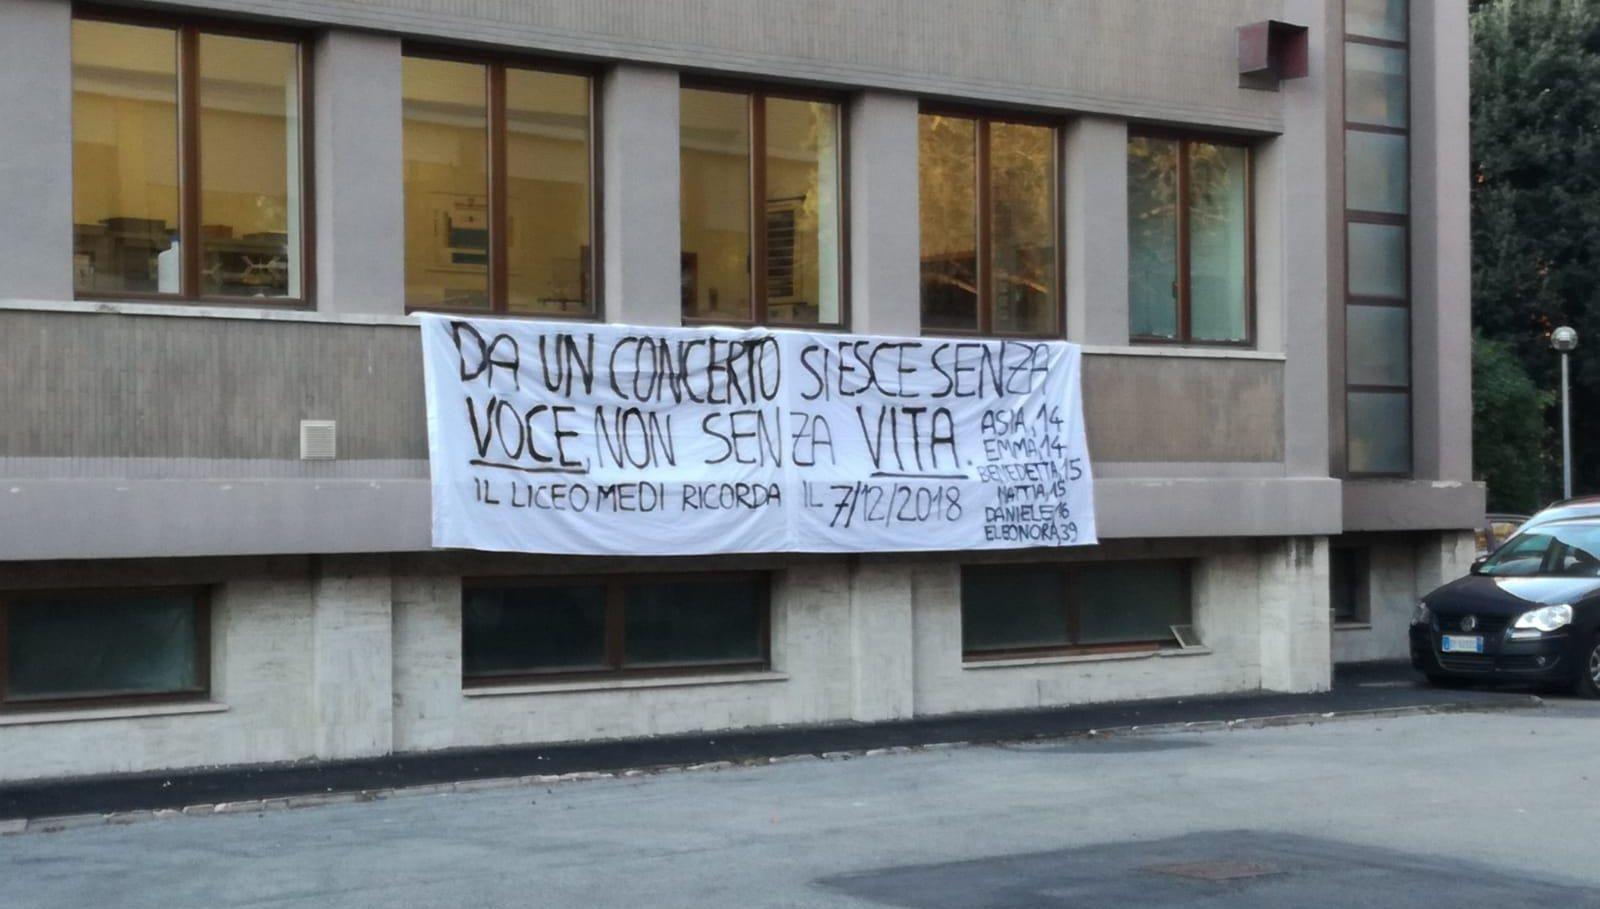 DA UN CONCERTO SI ESCE SENZA
VOCE, NON SENZA VITA.
IL LICEO MEDI RICORDA IL 7/12/2018
ASIA, 14
EMMA, 14
BENEDETTA, 15
MATTIA, 15
DANIELE, 16
ELEONORA, 39